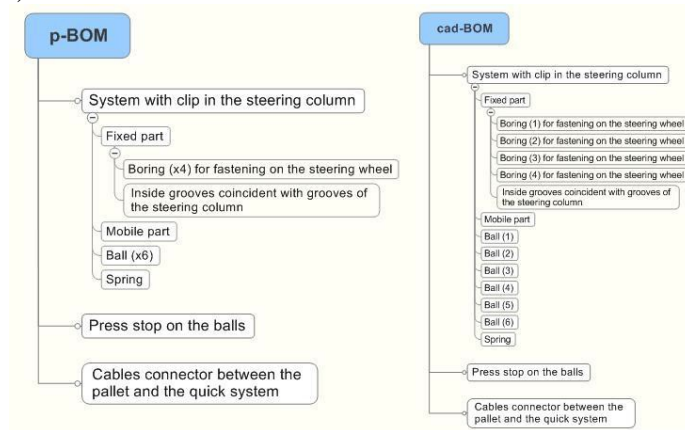 p-BOM
System with clip in the steering column
Fixed part
Boring (x4) for fastening on the steering wheel
Inside grooves coincident with grooves of
the steering column
Mobile part
Ball (x6)
Spring
Press stop on the balls
Cables connector between the
pallet and the quick system
cad-BOM
System with clip in the steering column
Fixed part
Boring (1) for fastening on the steering wheel
Boring (2) for fastening on the steering wheel
Boring (3) for fastening on the steering wheel
Boring (4) for fastening on the steering wheel
Inside grooves coincident with grooves of
the steering column
Mobile part
Ball (1)
Ball (2)
Ball (3)
Ball (4)
Ball (5)
Ball (6)
Spring
Press stop on the balls
Cables connector between the
pallet and the quick system